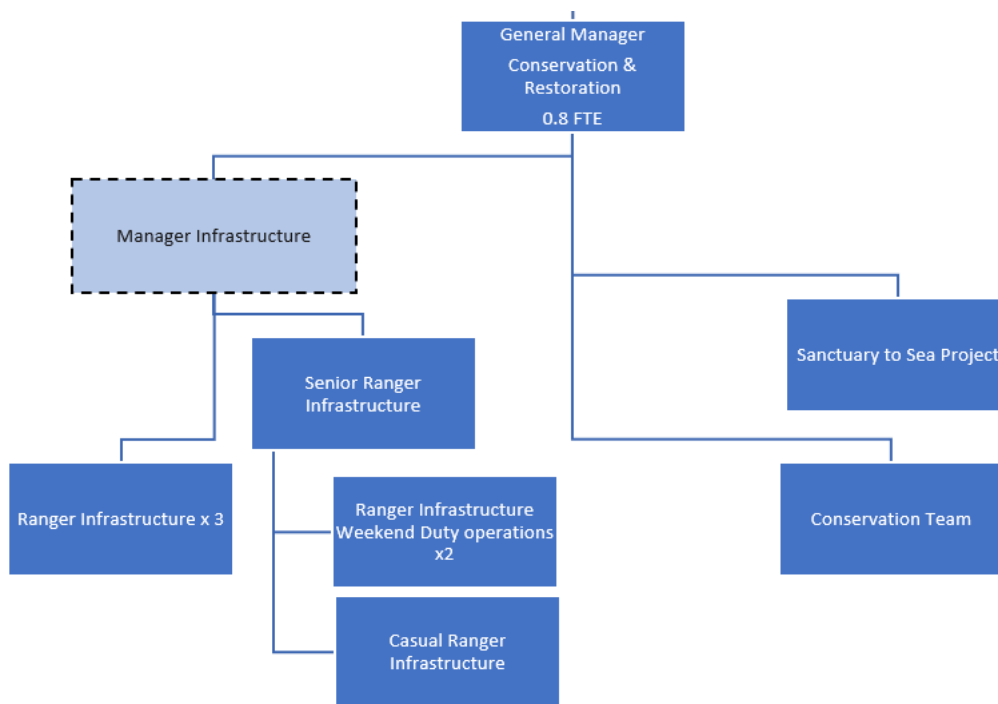 General Manager
Conservation &
Restoration
0.8 FTE
Manager Infrastructure
Sanctuary to Sea Project
Senior Ranger
Infrastructure
Ranger Infrastructure x 3
Ranger Infrastructure
Weekend Duty operations
x2
Conservation Team
Casual Ranger
Infrastructure